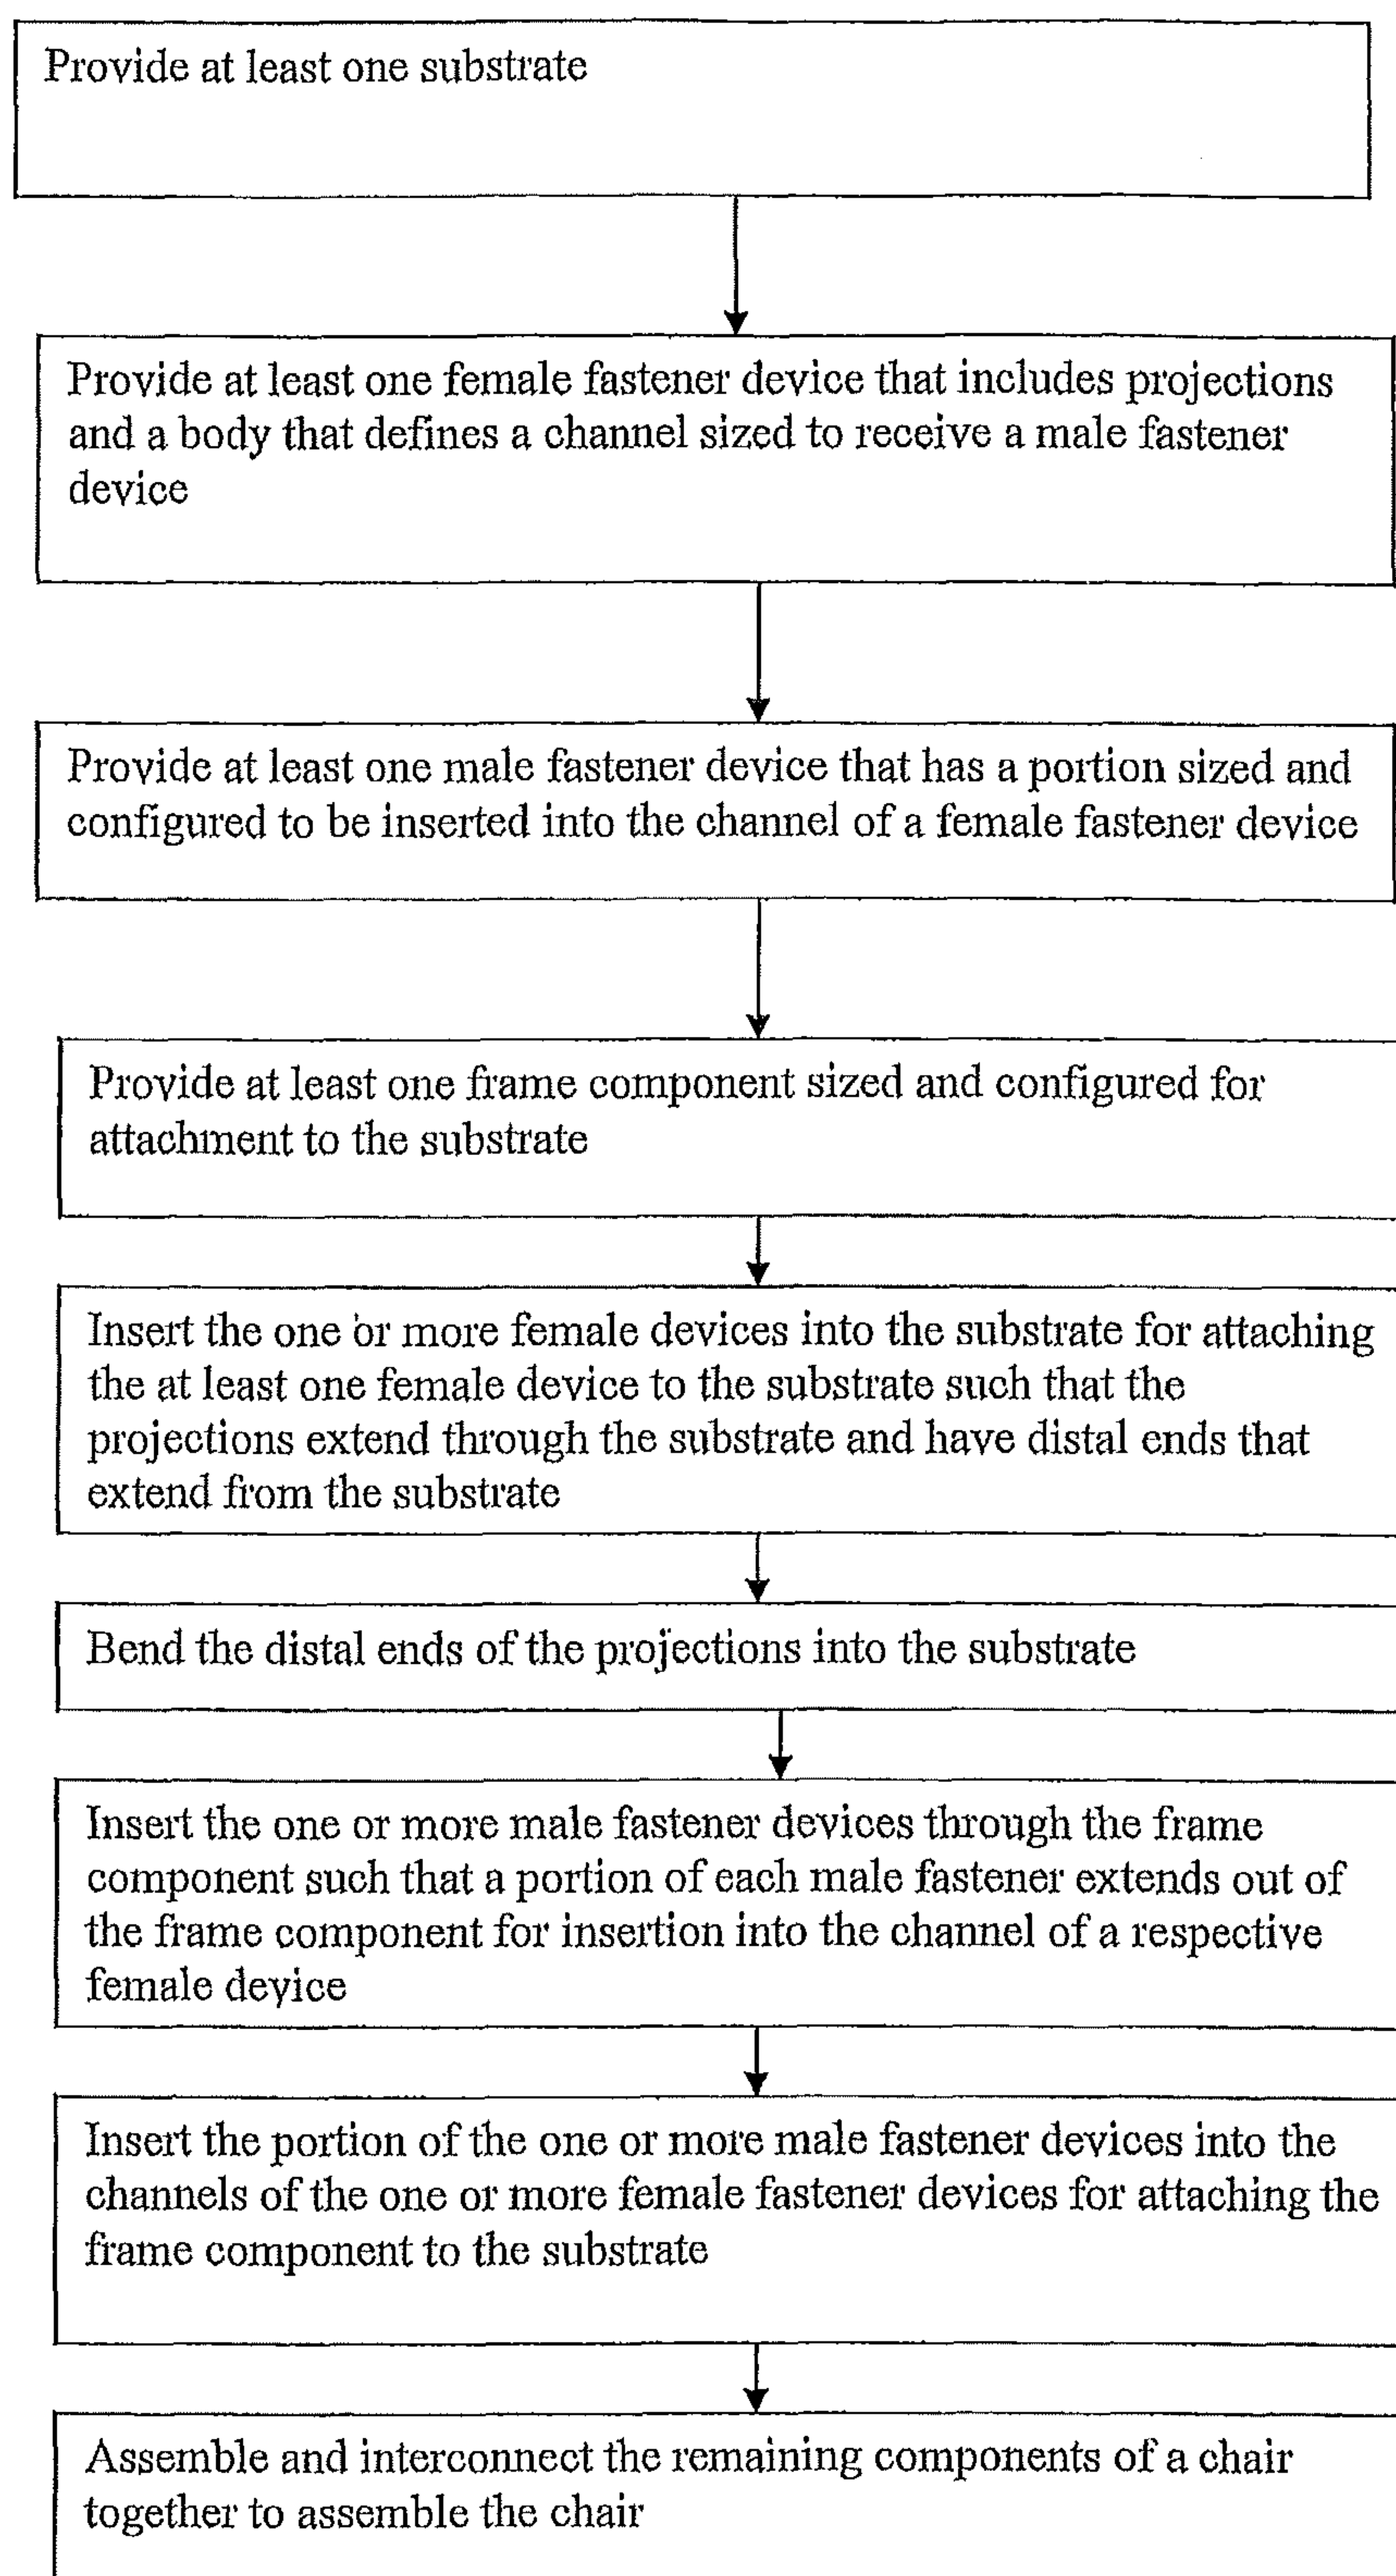 Provide at least one substrate
Provide at least one female fastener device that includes projections
and a body that defines a channel sized to receive a male fastener
device
Provide at least one male fastener device that has a portion sized and
configured to be inserted into the channel of a female fastener device
Provide at least one frame component sized and configured for
attachment to the substrate
Insert the one or more female devices into the substrate for attaching
the at least one female device to the substrate such that the
projections extend through the substrate and have distal ends that
extend from the substrate
Bend the distal ends of the projections into the substrate
Insert the one or more male fastener devices through the frame
component such that a portion of each male fastener extends out of
the frame component for insertion into the channel of a respective
female device
Insert the portion of the one or more male fastener devices into the
channels of the one or more female fastener devices for attaching the
frame component to the substrate
Assemble and interconnect the remaining components of a chair
together to assemble the chair